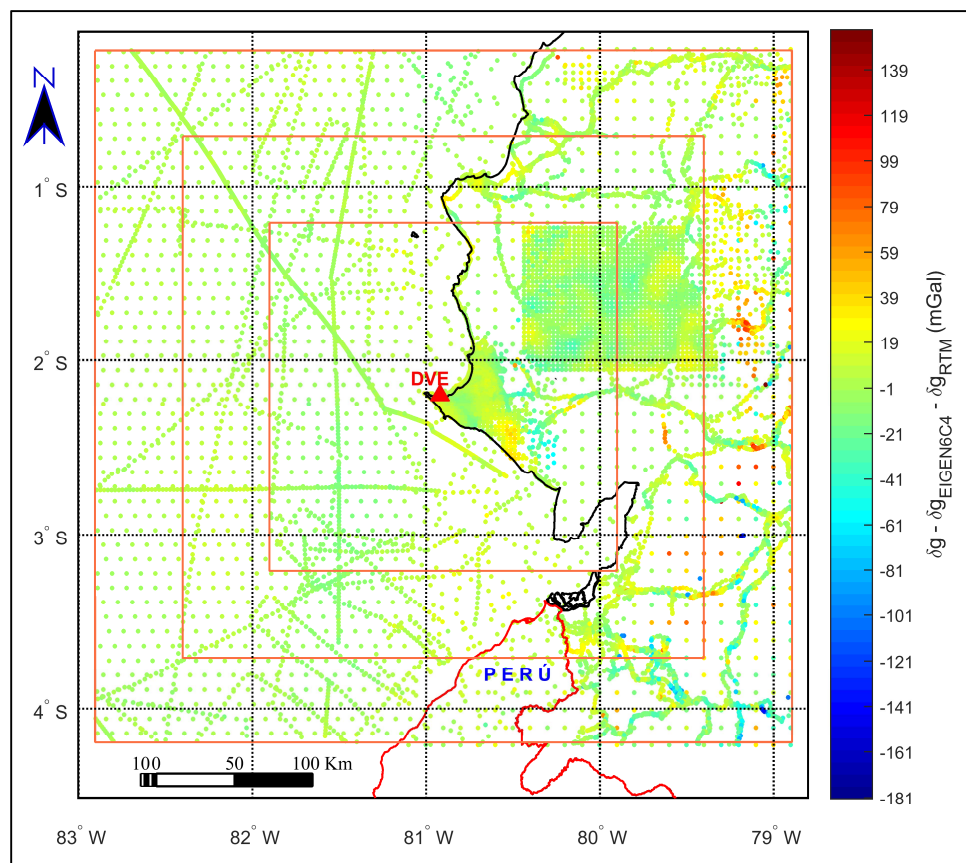 N
1° S
2° S
3° S
4° S
DVE
PERÚ
100 50 100 Km
83° W 82° W 81° W 80° W 79° W
139
119
99
79
59
39
19
-1
-21
-41
-61
-81
-101
-121
-141
-161
-181
δg - δgEIGEN6C4 - δgRTM (mGal)